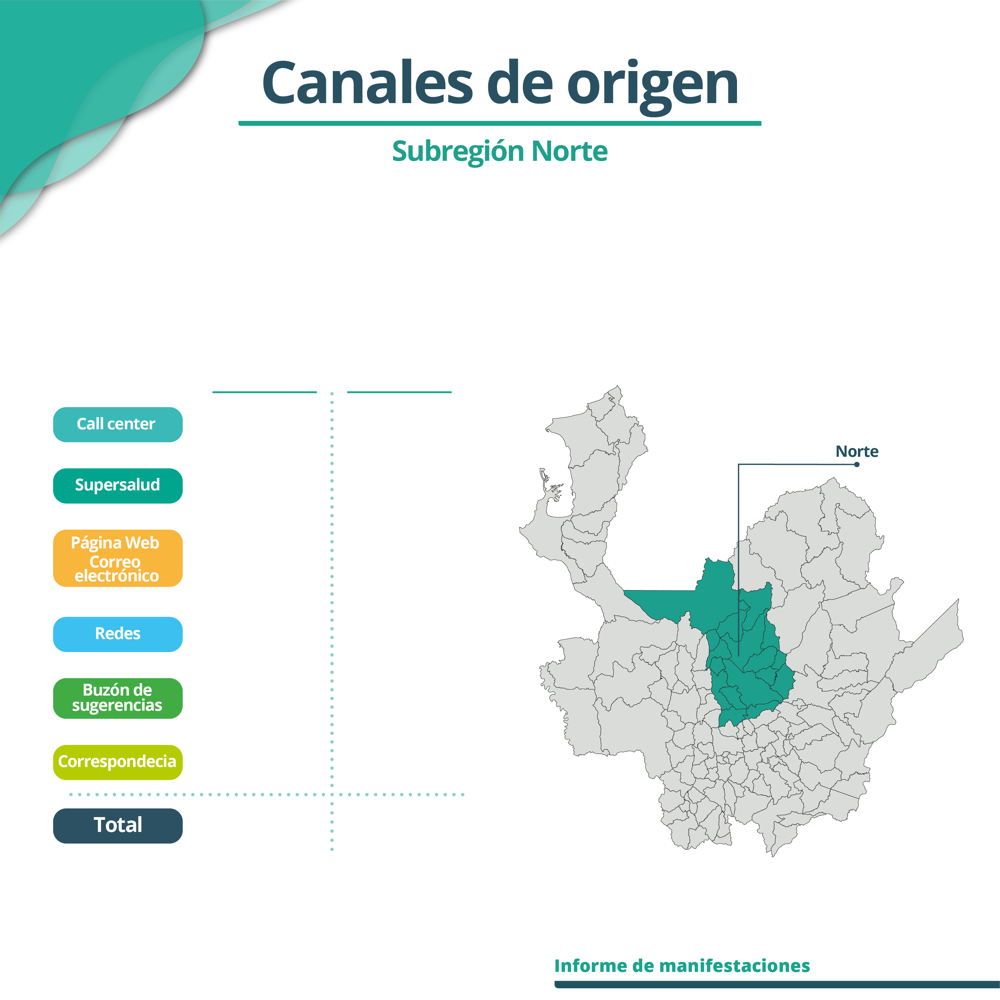 Canales de origen
Subregión Norte
Call center
Supersalud
Página Web
Correo
electrónico
Redes
Buzón de
sugerencias
Correspondecia
Total
Norte
Informe de manifestaciones